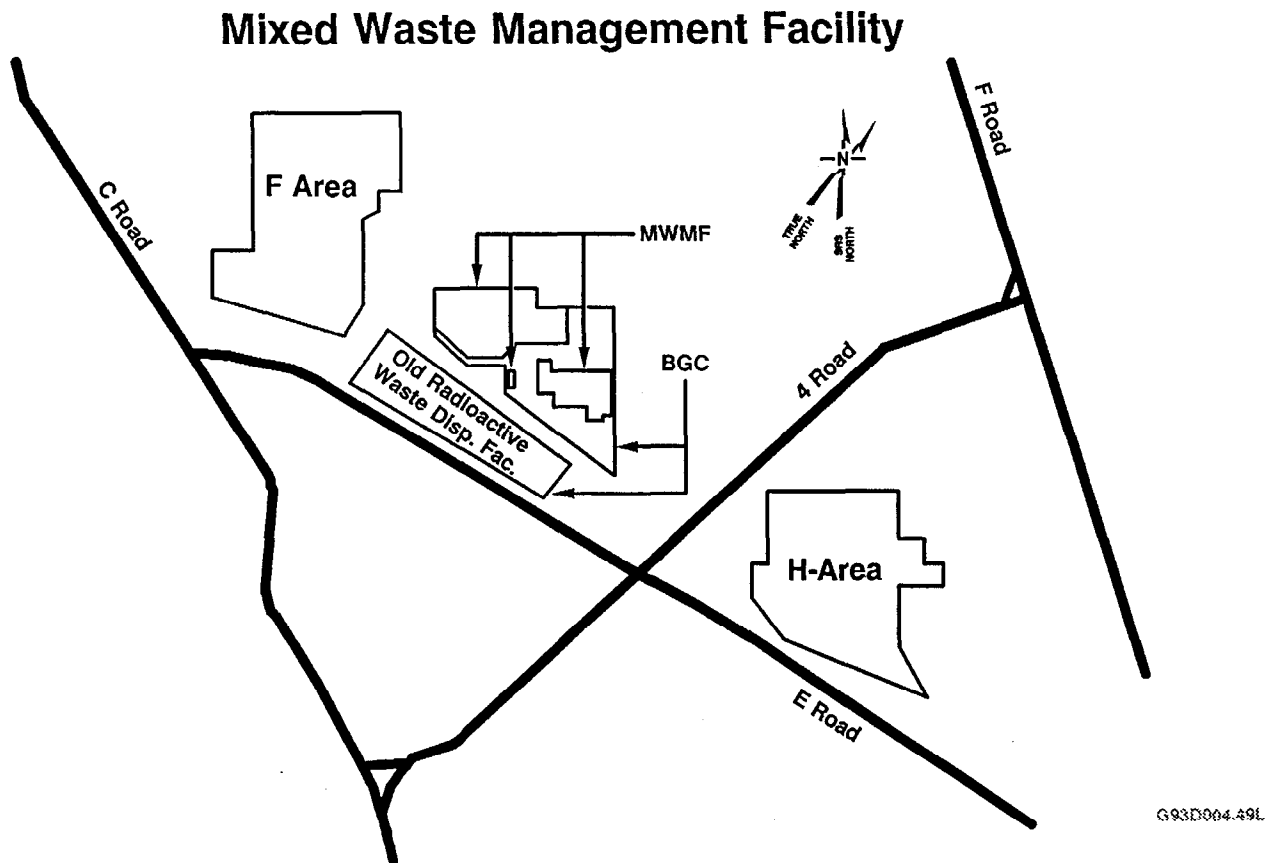 Mixed Waste Management Facility
F Road
C Road
F Area
N
TRUE
NORTH
SRS
NORTH
MWMF
BGC
Old Radioactive
Waste Disp. Fac.
4 Road
H-Area
E Road
G93D004.49L